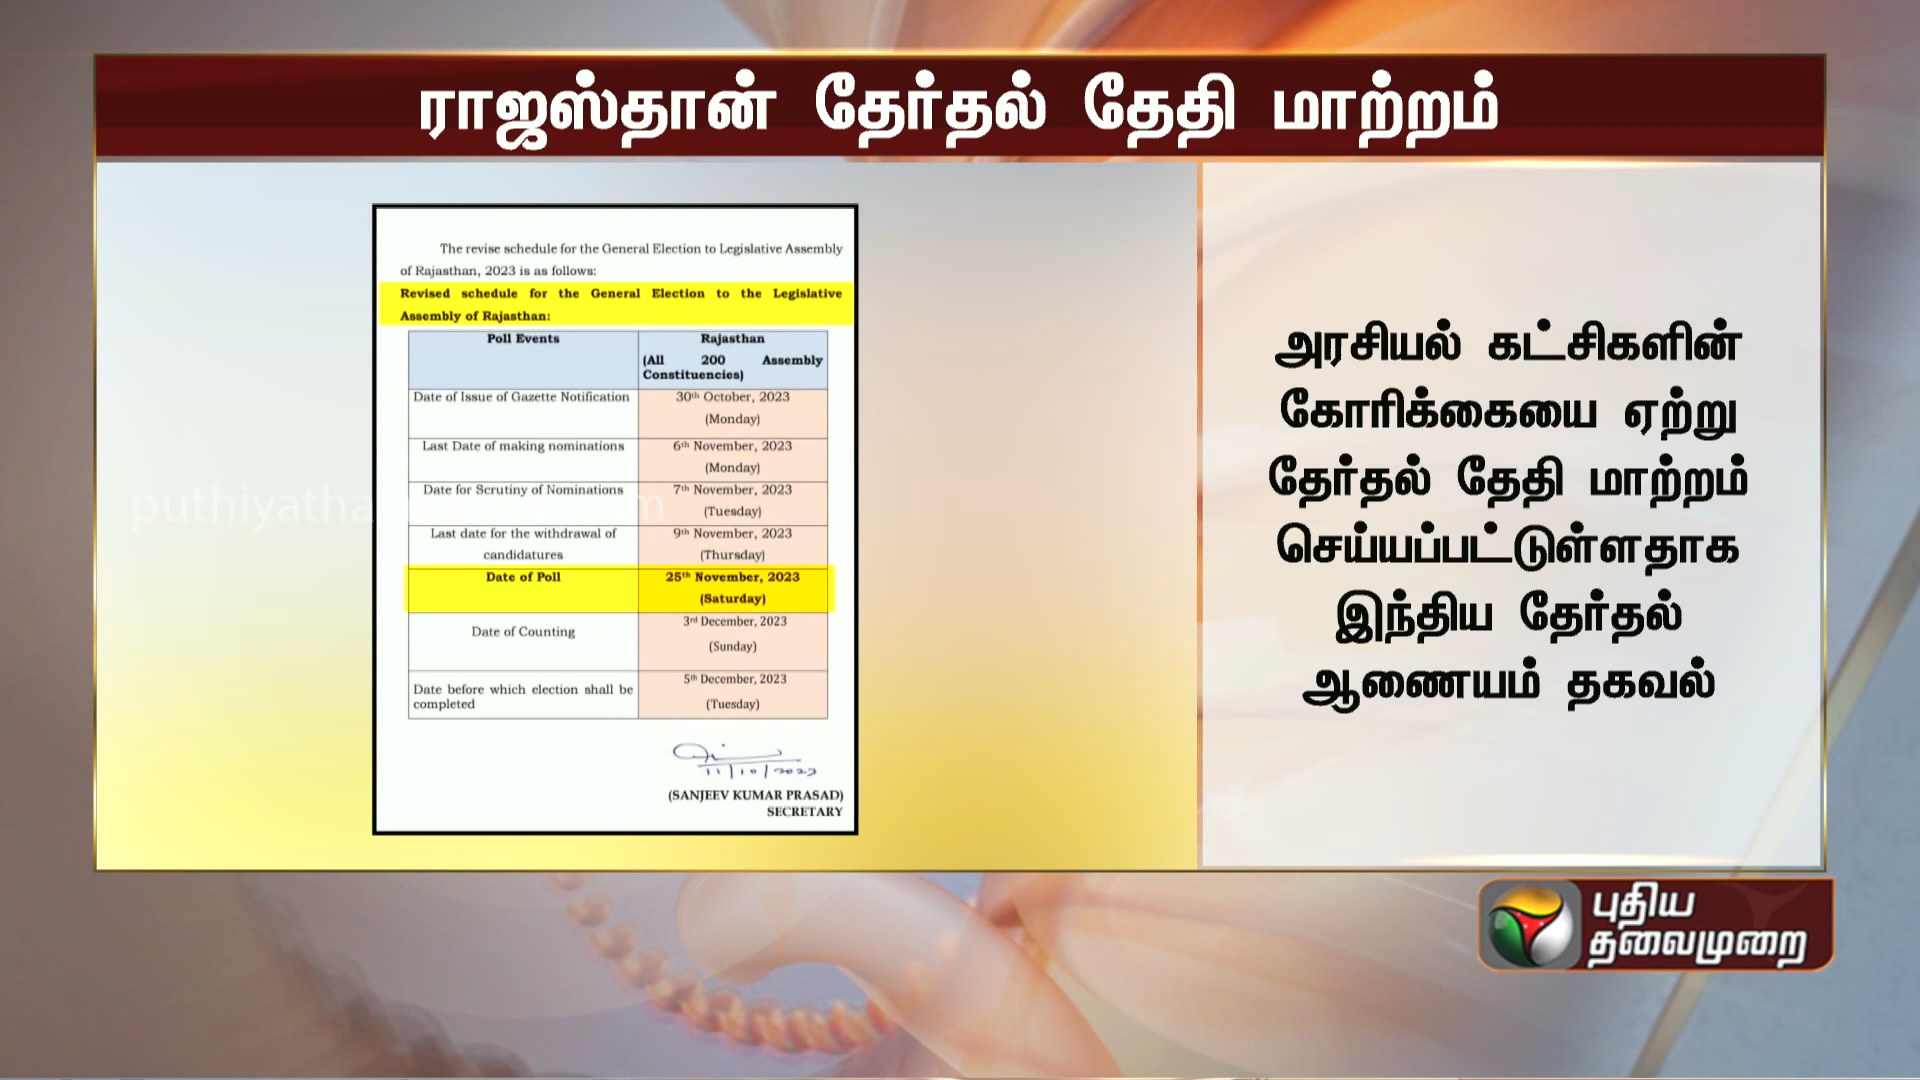 ராஜஸ்தான் தேர்தல் தேதி மாற்றம்
The revise schedule for the General Election to Legislative Assembly
of Rajasthan, 2023 is as follows:
Revised schedule for the General Election to the Legislative
Assembly of Rajasthan:
Poll Events
Rajasthan
(All 200 Assembly
Constituencies)
Date of Issue of Gazette Notification
30th October, 2023
(Monday)
Last Date of making nominations
6th November, 2023
(Monday)
Date for Scrutiny of Nominations
7th November, 2023
(Tuesday)
Last date for the withdrawal of
candidatures
9th November, 2023
(Thursday)
Date of Poll
25th November, 2023
(Saturday)
Date of Counting
3rd December, 2023
(Sunday)
Date before which election shall be
completed
5th December, 2023
(Tuesday)
11/10/2023
(SANJEEV KUMAR PRASAD)
SECRETARY
அரசியல் கட்சிகளின்
கோரிக்கையை ஏற்று
தேர்தல் தேதி மாற்றம்
செய்யப்பட்டுள்ளதாக
இந்திய தேர்தல்
ஆணையம் தகவல்
புதிய
தலைமுறை